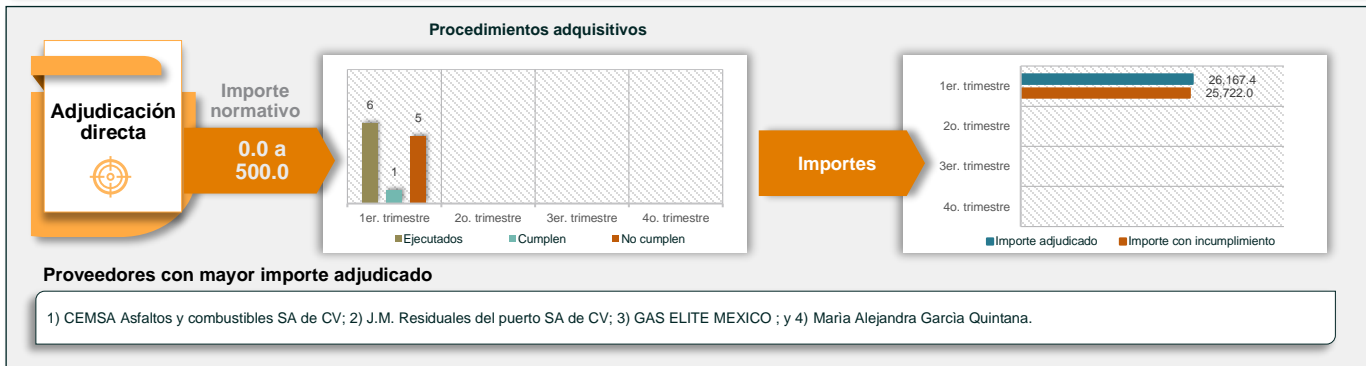 Procedimientos adquisitivos
Adjudicación
directa
Importe
normativo
0.0 a
500.0
6
1
5
1er. trimestre
2o. trimestre
3er. trimestre
4o. trimestre
Ejecutados
Cumplen
No cumplen
Importes
1er. trimestre
26,167.4
25,722.0
2o. trimestre
3er. trimestre
4o. trimestre
Importe adjudicado
Importe con incumplimiento
Proveedores con mayor importe adjudicado
1) CEMSA Asfaltos y combustibles SA de CV; 2) J.M. Residuales del puerto SA de CV; 3) GAS ELITE MEXICO ; y 4) Marìa Alejandra Garcìa Quintana.